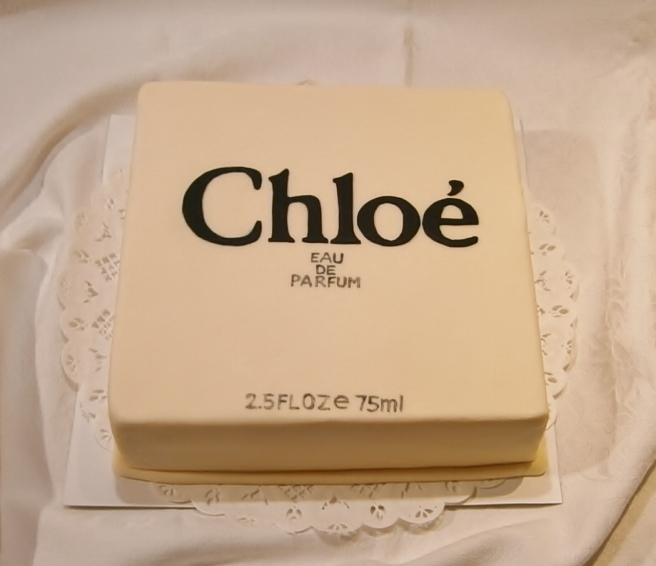 Chloé
EAU
DE
PARFUM
2.5FLOZe 75ml